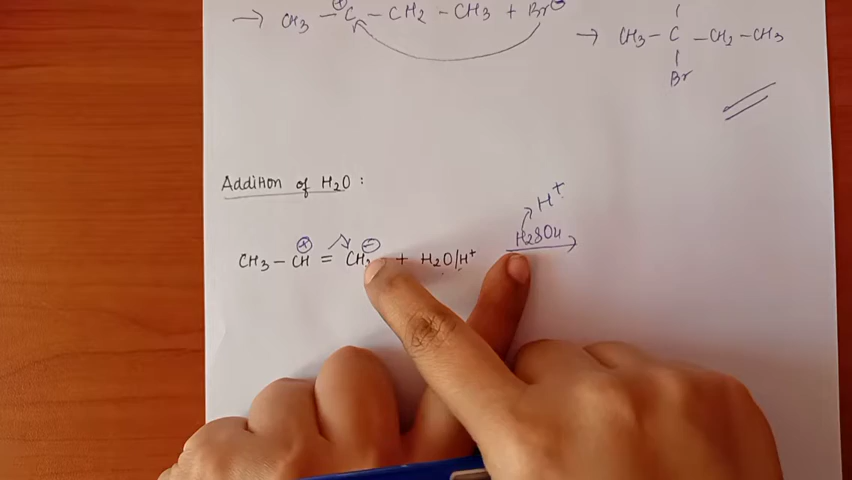 → CH3 – C⊕ – CH2 – CH3 + Br⊖
→ CH3 – C – CH2 – CH3
Br
Addition of H2O :
H+
H2SO4
⊕ ⊖
CH3 – CH = CH2 + H2O/H+ →